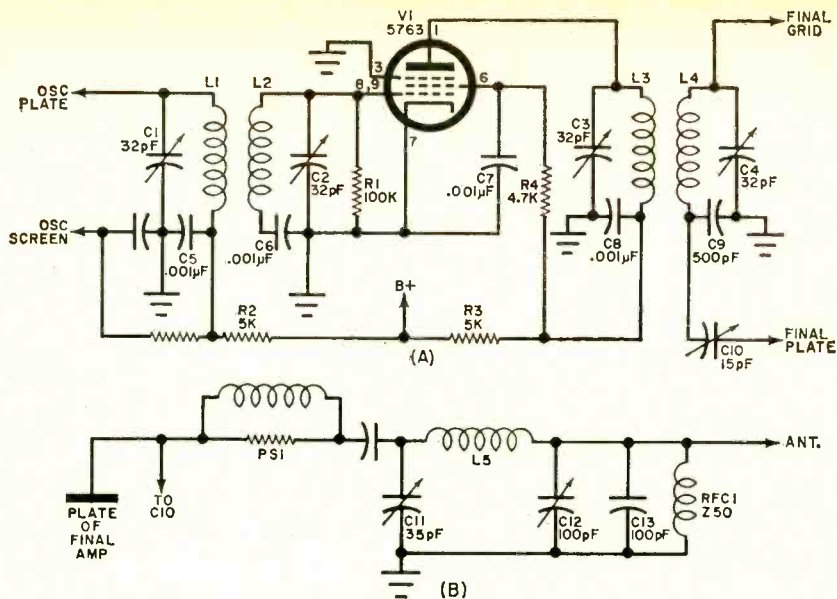 V1
5763
1
FINAL
GRID
3
8,9
6
7
OSC
PLATE
L1
L2
L3
L4
C1
32pF
C2
32pF
R1
100K
C7
.001µF
R4
4.7K
C3
32pF
C4
32pF
OSC
SCREEN
C5
.001µF
C6
.001µF
C8
.001µF
C9
500pF
R2
5K
B+
R3
5K
(A)
C10
15pF
FINAL
PLATE
PS1
L5
ANT.
PLATE
OF
FINAL
AMP
TO
C10
C11
35pF
C12
100pF
C13
100pF
RFC1
Z50
(B)